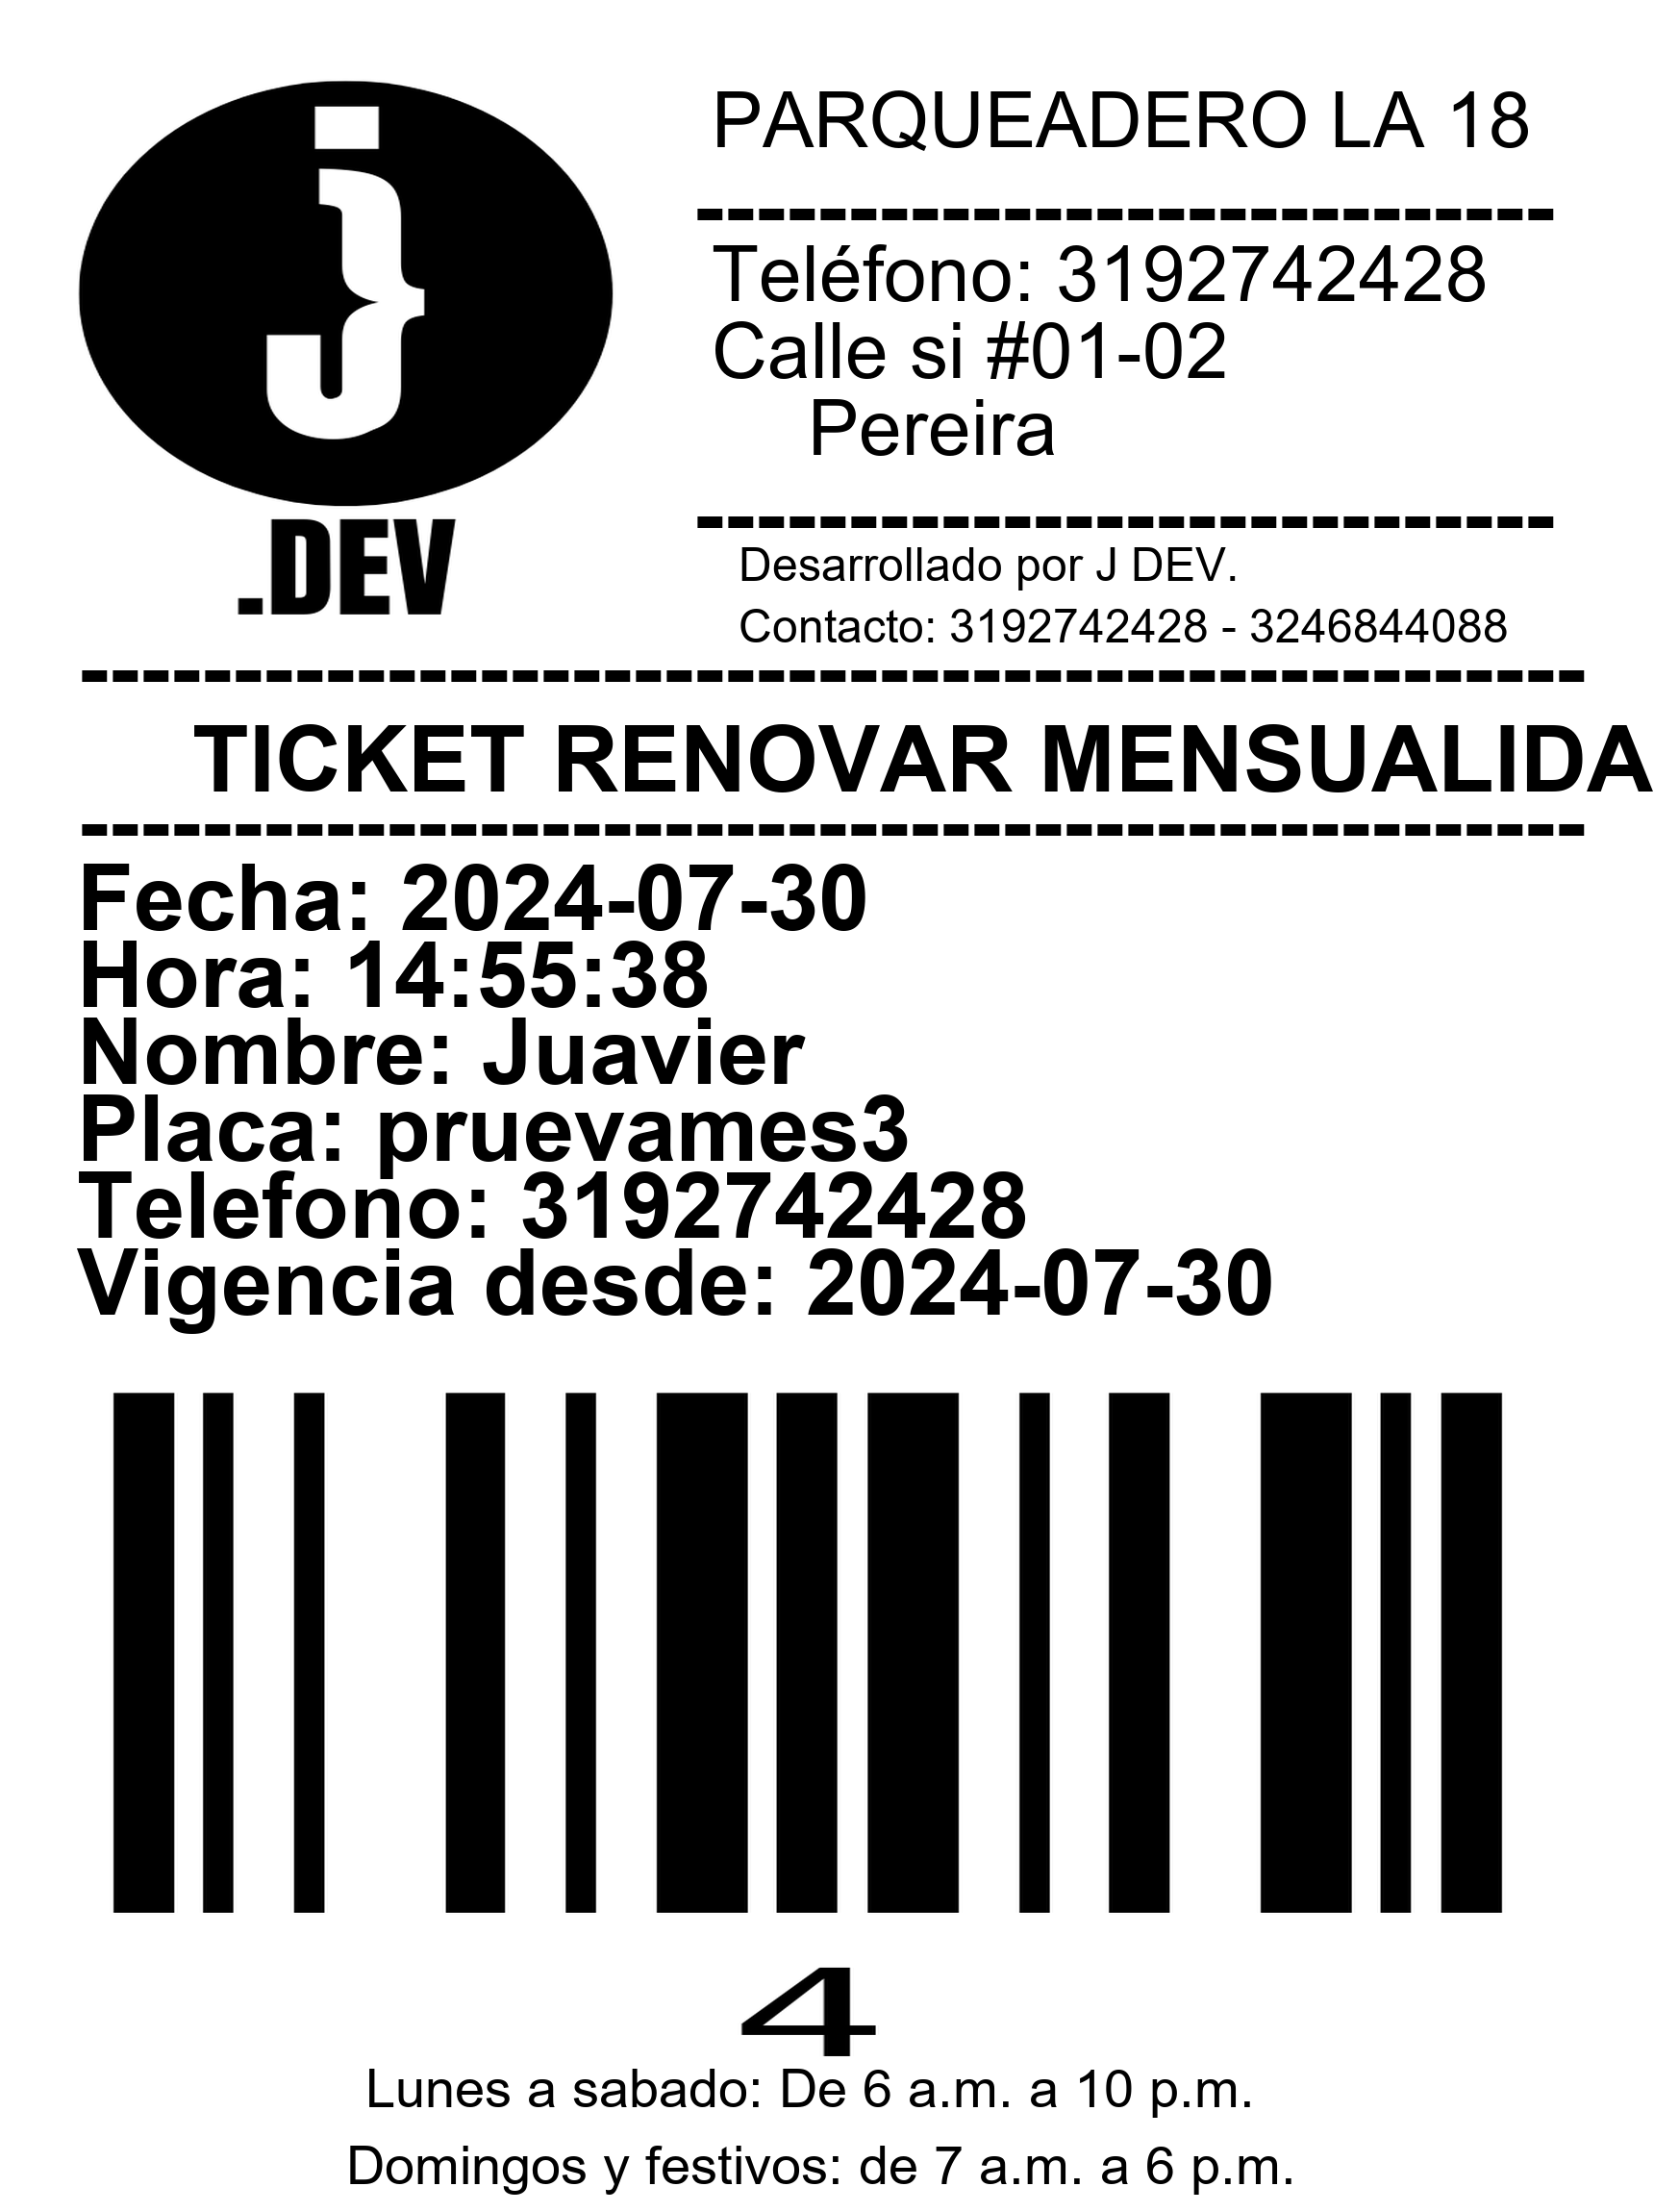 j
.DEV
PARQUEADERO LA 18
---------------------------
Teléfono: 3192742428
Calle si #01-02
Pereira
---------------------------
Desarrollado por J DEV.
Contacto: 3192742428 - 3246844088
-------------------------------------------------
TICKET RENOVAR MENSUALIDA
-------------------------------------------------
Fecha: 2024-07-30
Hora: 14:55:38
Nombre: Juavier
Placa: pruevames3
Telefono: 3192742428
Vigencia desde: 2024-07-30
4
Lunes a sabado: De 6 a.m. a 10 p.m.
Domingos y festivos: de 7 a.m. a 6 p.m.